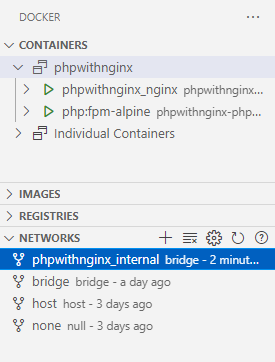 DOCKER
CONTAINERS
phpwithnginx
phpwithnginx_nginx phpwithnginx...
php:fpm-alpine phpwithnginx-php...
Individual Containers
IMAGES
REGISTRIES
NETWORKS
phpwithnginx_internal bridge - 2 minut...
bridge bridge - a day ago
host host - 3 days ago
none null - 3 days ago